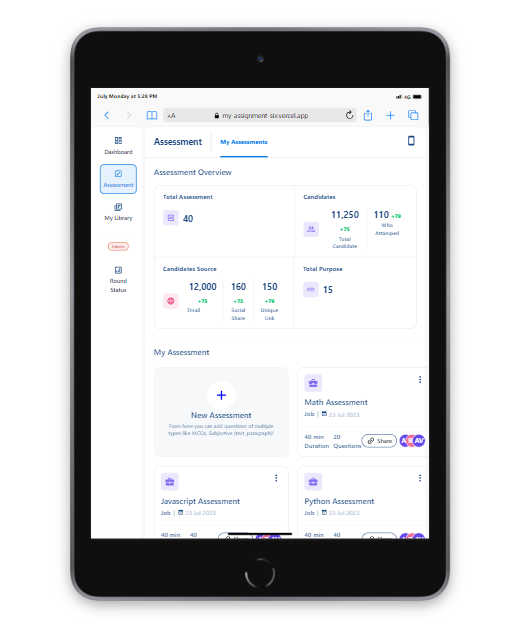 July Monday at 5:28 PM
4G
AA
my-assignment-six.vercel.app
Dashboard
Assessment
My Library
Admin
Round
Status
Assessment
My Assessments
Assessment Overview
Total Assessment
40
Candidates
11,250
+75
Total
Candidate
110 +79
Who
Attamped
Candidates Source
12,000
+75
Email
160
+75
Social
Share
150
+79
Unique
Link
Total Purpose
15
My Assessment
New Assessment
From here you can add questions of multiple
types like MCQs, Subjective (text, paragraph)!
Math Assessment
Job | 23 Jul 2023
40 min
Duration
20
Questions
Share
A R AV
Javascript Assessment
Job | 23 Jul 2023
40 min
40
Python Assessment
Job | 23 Jul 2023
40 min
40